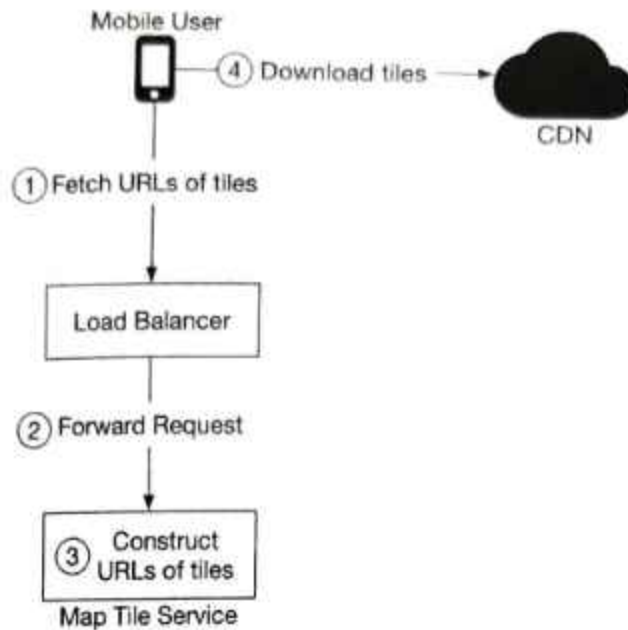 Mobile User
4 Download tiles
CDN
1 Fetch URLs of tiles
Load Balancer
2 Forward Request
3 Construct
URLs of tiles
Map Tile Service